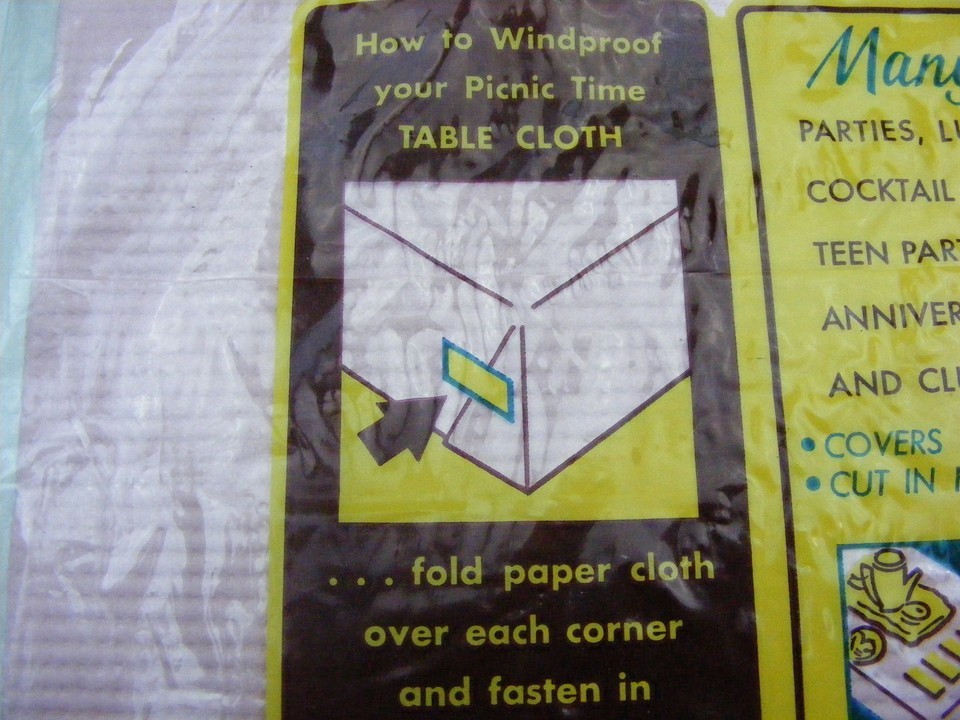 How to Windproof
your Picnic Time
TABLE CLOTH
. . . fold paper cloth
over each corner
and fasten in
Many
PARTIES,
COCKTAIL
TEEN
AND
• COVERS
• CUT IN